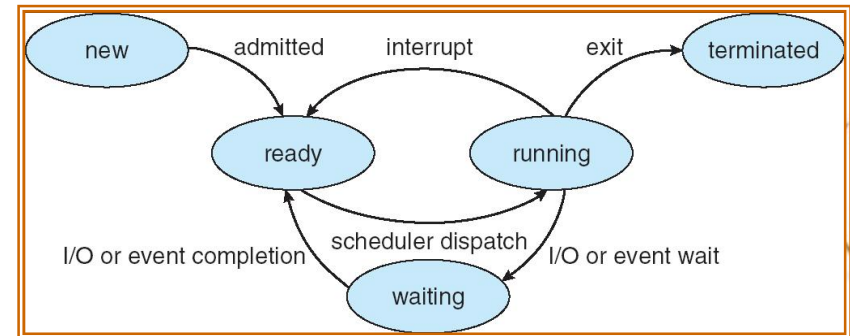 new
admitted
interrupt
exit
terminated
ready
running
I/O or event completion
scheduler dispatch
I/O or event wait
waiting